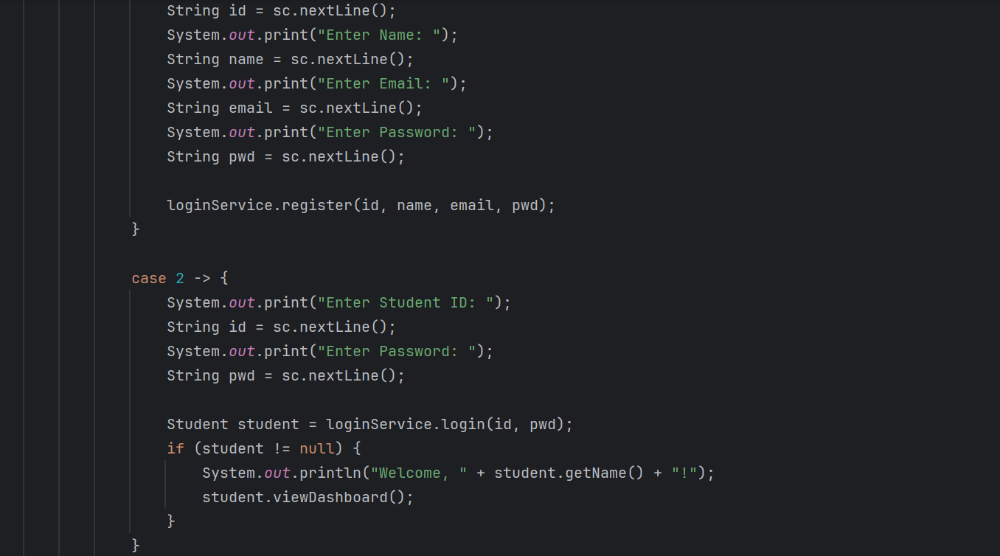 String id = sc.nextLine();
System.out.print("Enter Name: ");
String name = sc.nextLine();
System.out.print("Enter Email: ");
String email = sc.nextLine();
System.out.print("Enter Password: ");
String pwd = sc.nextLine();
loginService.register(id, name, email, pwd);
}
case 2 -> {
System.out.print("Enter Student ID: ");
String id = sc.nextLine();
System.out.print("Enter Password: ");
String pwd = sc.nextLine();
Student student = loginService.login(id, pwd);
if (student != null) {
System.out.println("Welcome, " + student.getName() + "!");
student.viewDashboard();
}
}